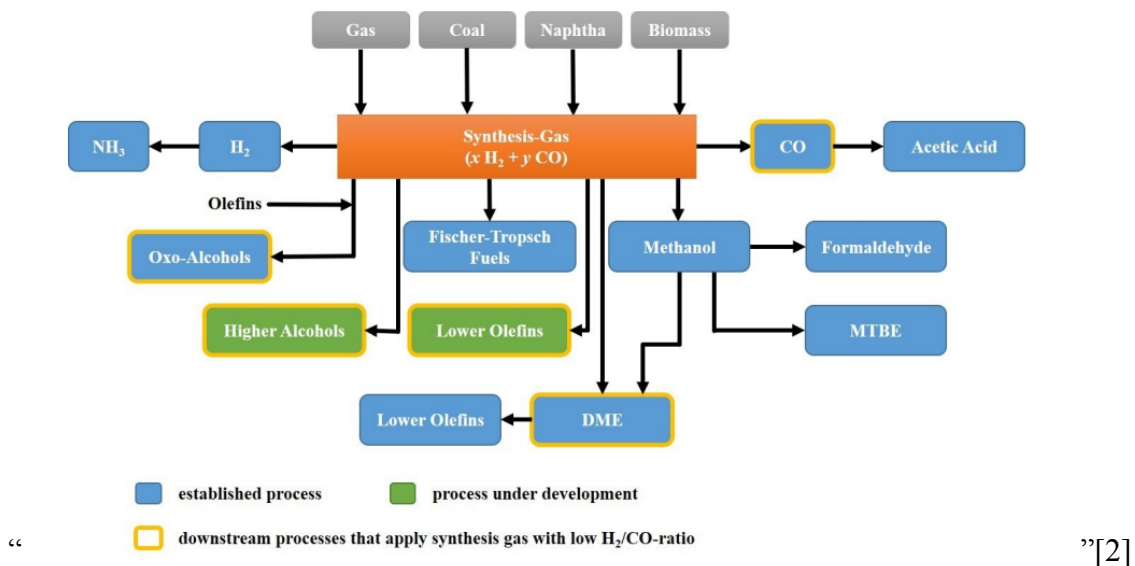 Gas
Coal
Naphtha
Biomass
Synthesis-Gas
(x H₂ + y CO)
NH₃
H₂
CO
Acetic Acid
Olefins
Oxo-Alcohols
Fischer-Tropsch
Fuels
Methanol
Formaldehyde
Higher Alcohols
Lower Olefins
MTBE
Lower Olefins
DME
established process
process under development
downstream processes that apply synthesis gas with low H₂/CO-ratio
“
”[2]